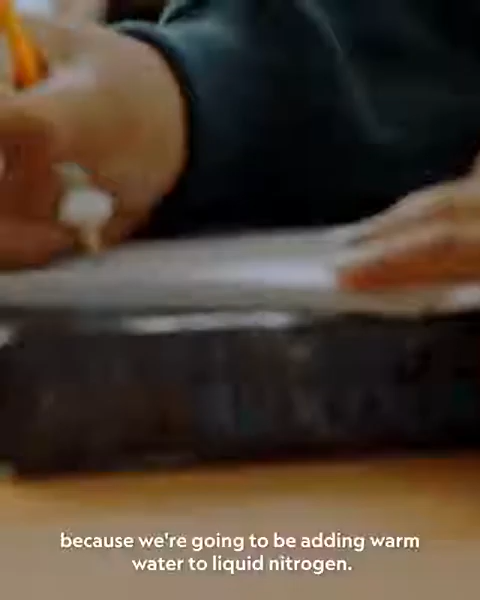 because we're going to be adding warm
water to liquid nitrogen.